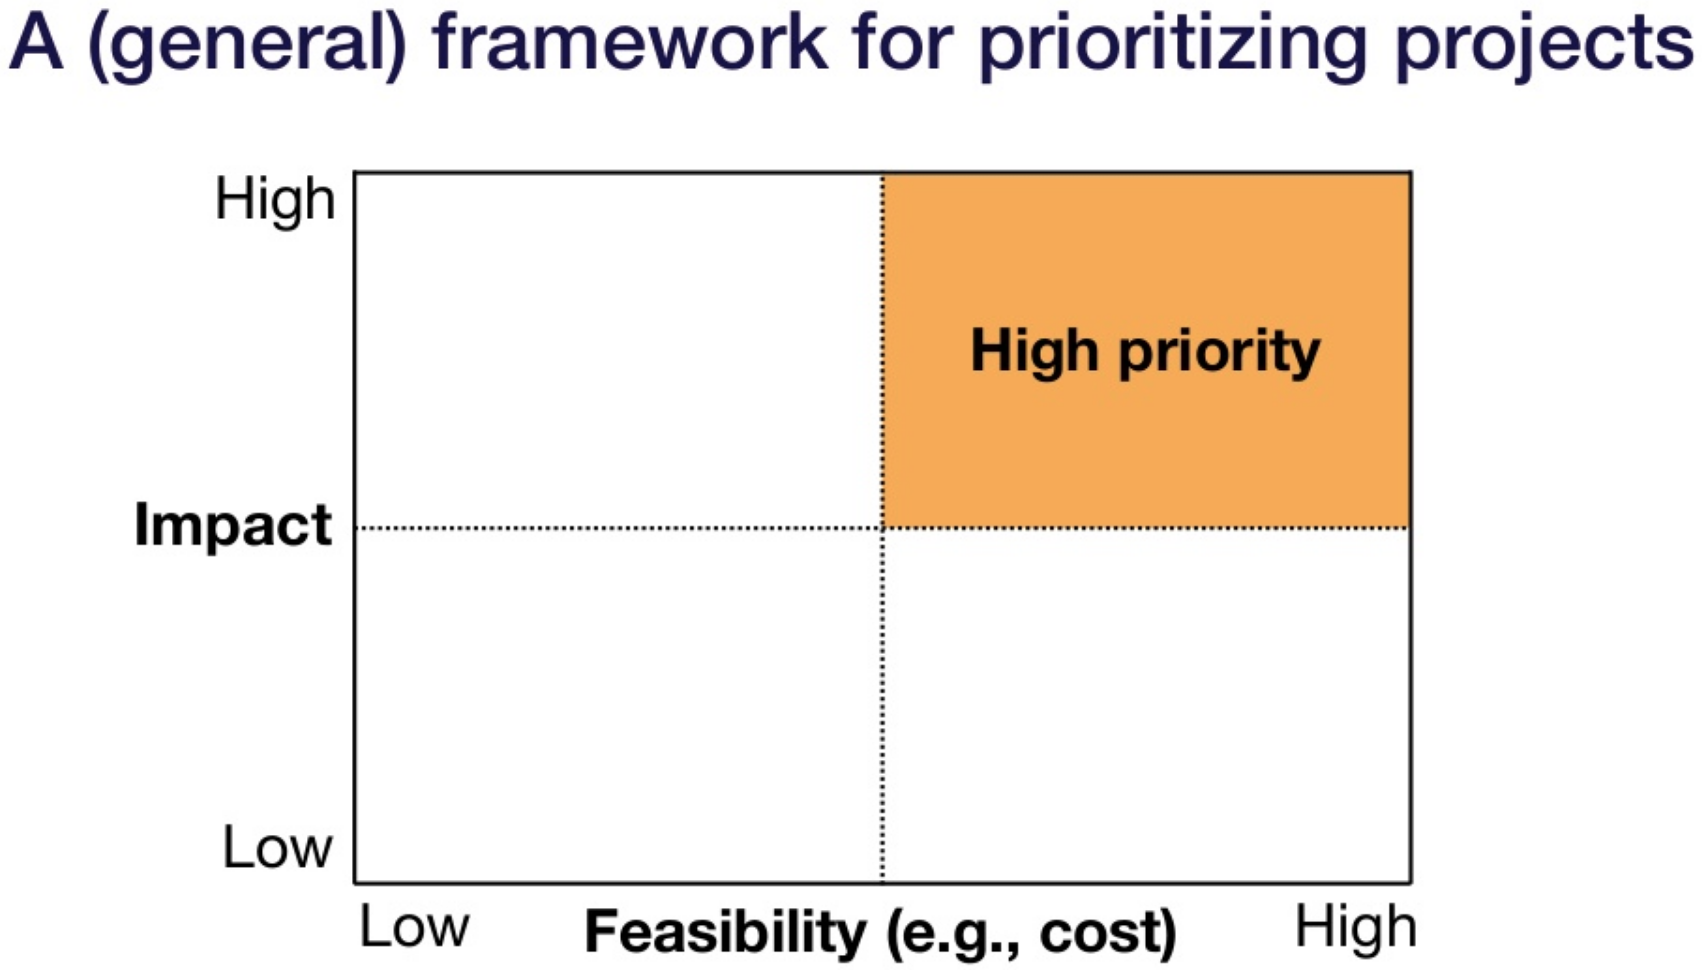 A (general) framework for prioritizing projects
High
High priority
Impact
Low
Low
Feasibility (e.g., cost)
High